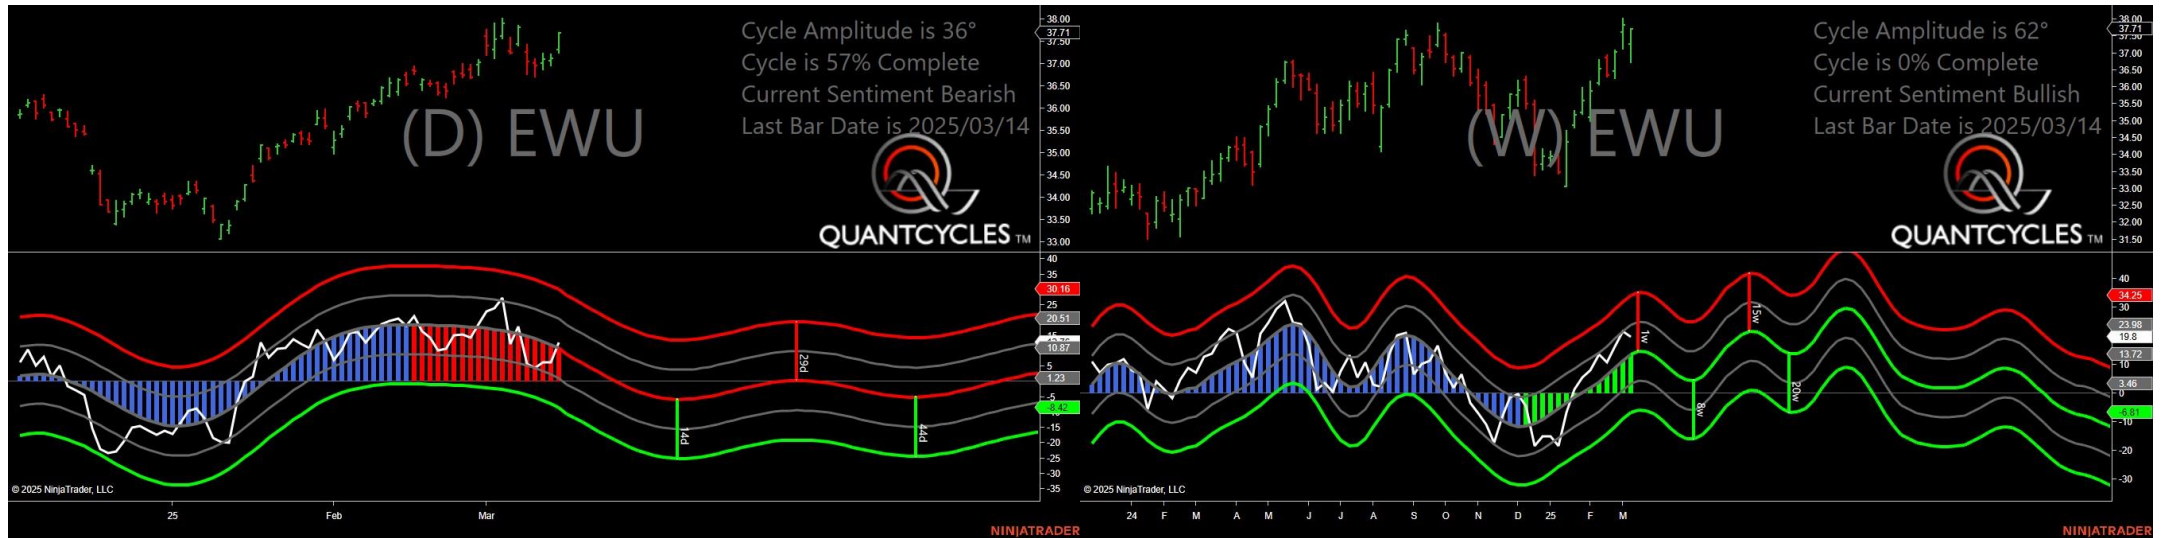 Cycle Amplitude is 36°
Cycle is 57% Complete
Current Sentiment Bearish
Last Bar Date is 2025/03/14
(D) EWU
QUANTCYCLES TM
38.00
37.71
37.50
37.00
36.50
36.00
35.50
35.00
34.50
34.00
33.50
33.00
40
35
30.16
25
20.51
15
10.87
5
1.23
-5
-8.42
-15
-20
-25
-30
-35
14d
29d
44d
© 2025 NinjaTrader, LLC
25 Feb Mar
NINJATRADER
Cycle Amplitude is 62°
Cycle is 0% Complete
Current Sentiment Bullish
Last Bar Date is 2025/03/14
(W) EWU
QUANTCYCLES TM
38.00
37.71
37.00
36.50
36.00
35.50
35.00
34.50
34.00
33.50
33.00
32.50
32.00
31.50
40
34.25
30
23.98
19.8
13.72
10
3.46
0
-6.81
-10
-20
-30
1w
8w
15w
20w
© 2025 NinjaTrader, LLC
24 F M A M J J A S O N D 25 F M
NINJATRADER